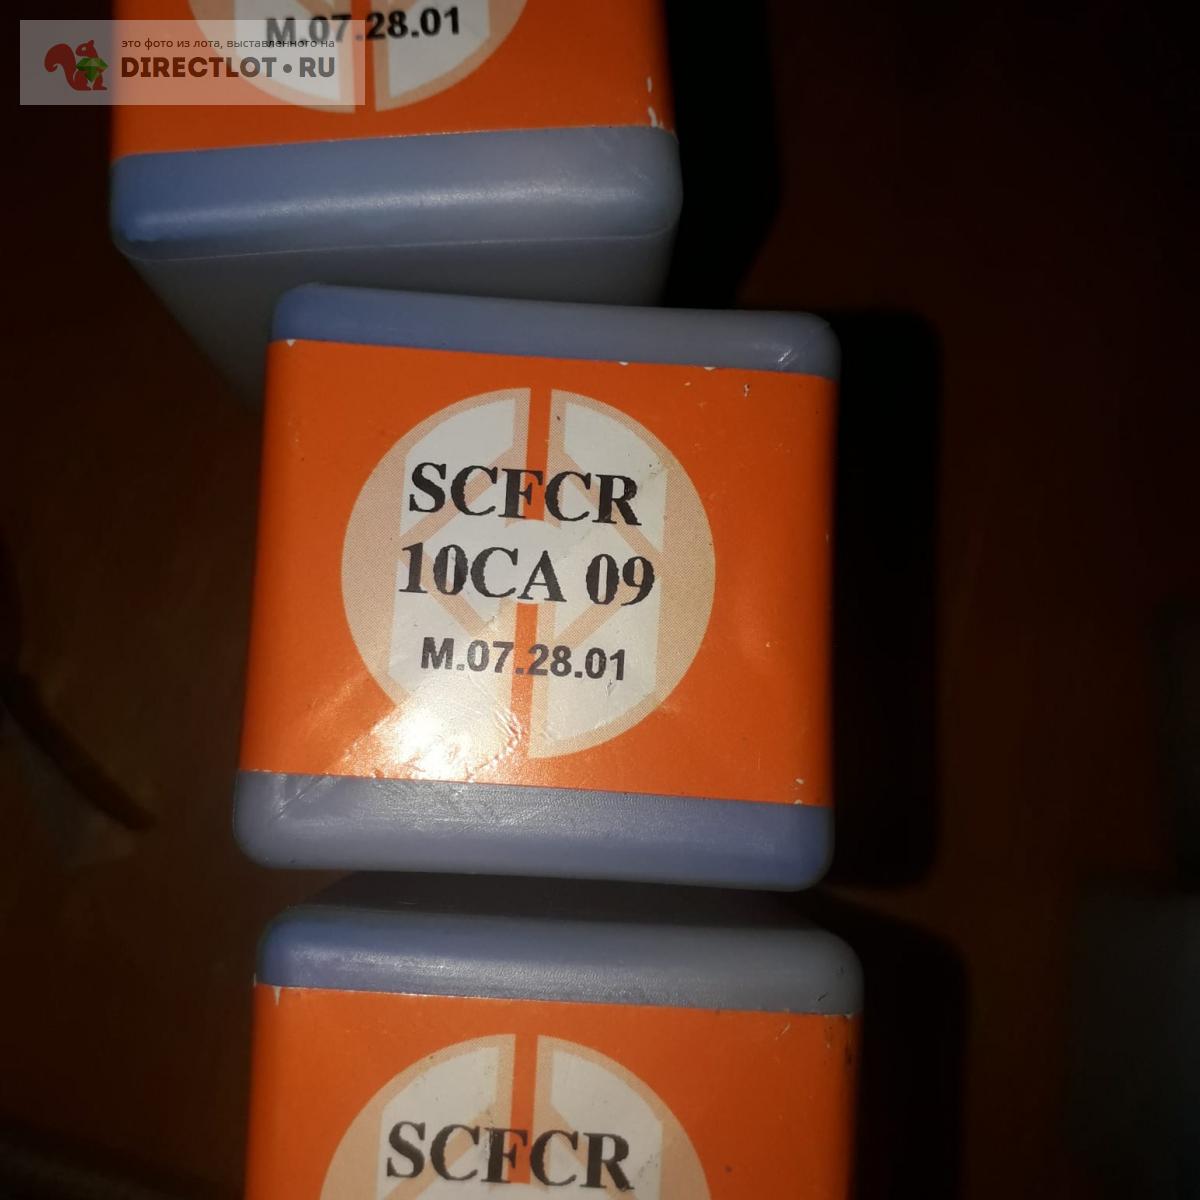 M.07.28.01
это фото из лота, выставленного на
DIRECTLOT•RU
SCFCR
10CA 09
M.07.28.01
SCFCR